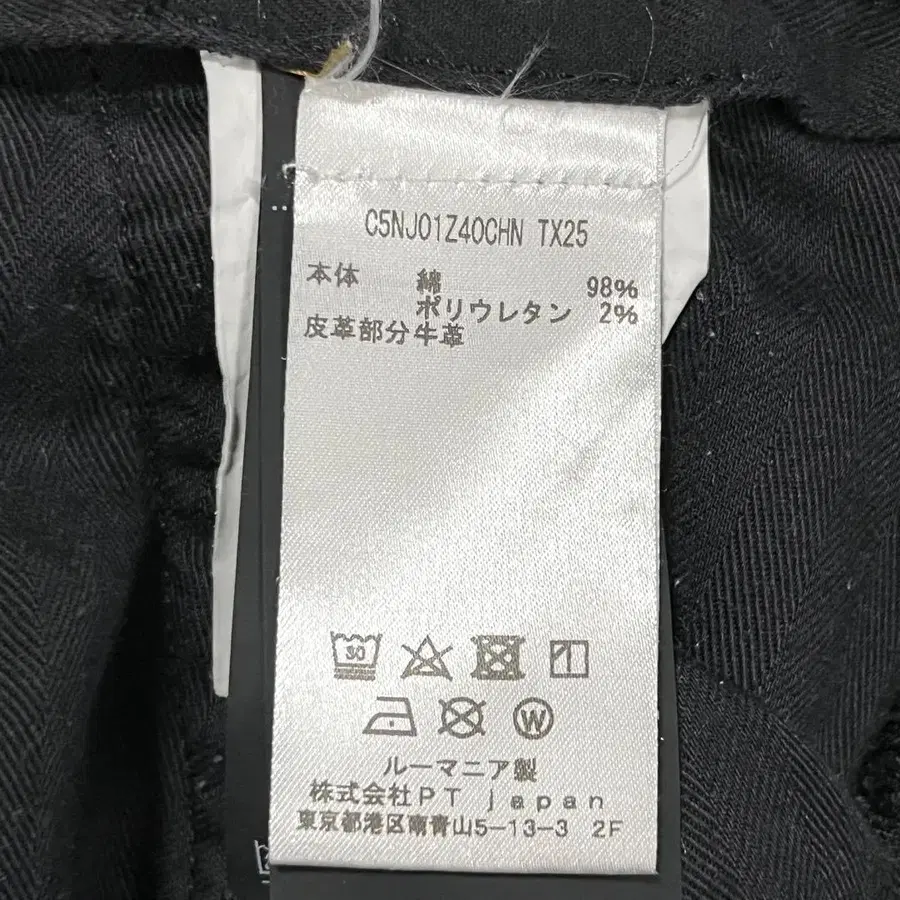 C5NJ01Z40CHN TX25
本体 綿 98%
ポリウレタン 2%
皮革部分牛革
30
W
ルーマニア製
株式会社PT japan
東京都港区南青山5-13-3 2F